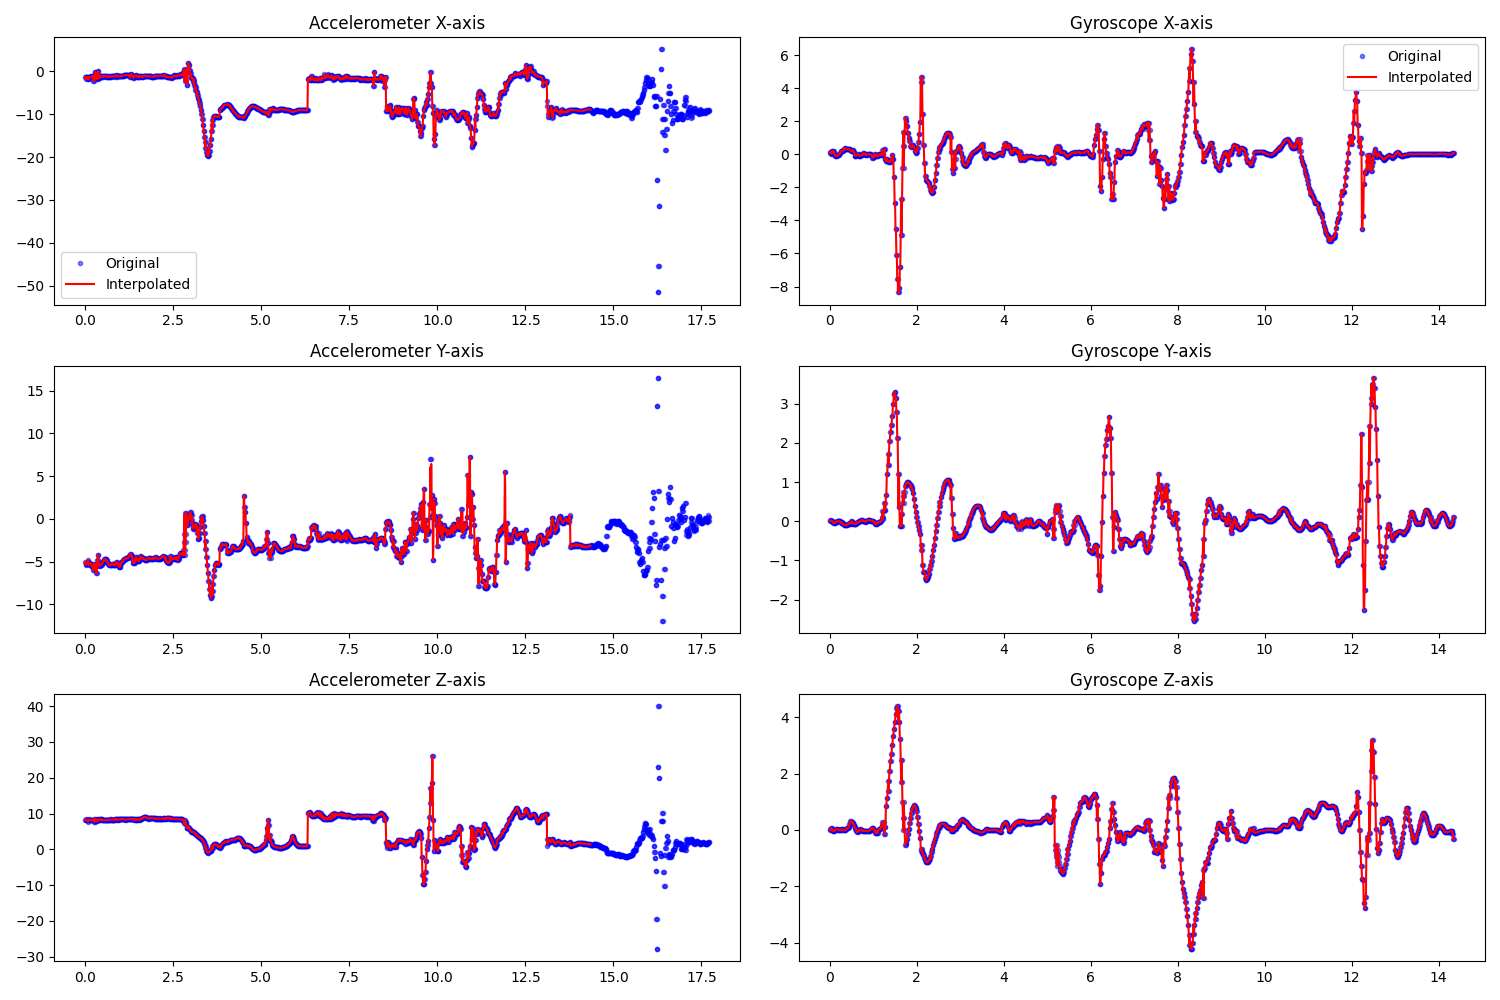 Accelerometer X-axis
0
−10
−20
−30
−40
−50
Original
Interpolated
0.0 2.5 5.0 7.5 10.0 12.5 15.0 17.5
Gyroscope X-axis
6
4
2
0
−2
−4
−6
−8
Original
Interpolated
0 2 4 6 8 10 12 14
Accelerometer Y-axis
15
10
5
0
−5
−10
0.0 2.5 5.0 7.5 10.0 12.5 15.0 17.5
Gyroscope Y-axis
3
2
1
0
−1
−2
0 2 4 6 8 10 12 14
Accelerometer Z-axis
40
30
20
10
0
−10
−20
−30
0.0 2.5 5.0 7.5 10.0 12.5 15.0 17.5
Gyroscope Z-axis
4
2
0
−2
−4
0 2 4 6 8 10 12 14